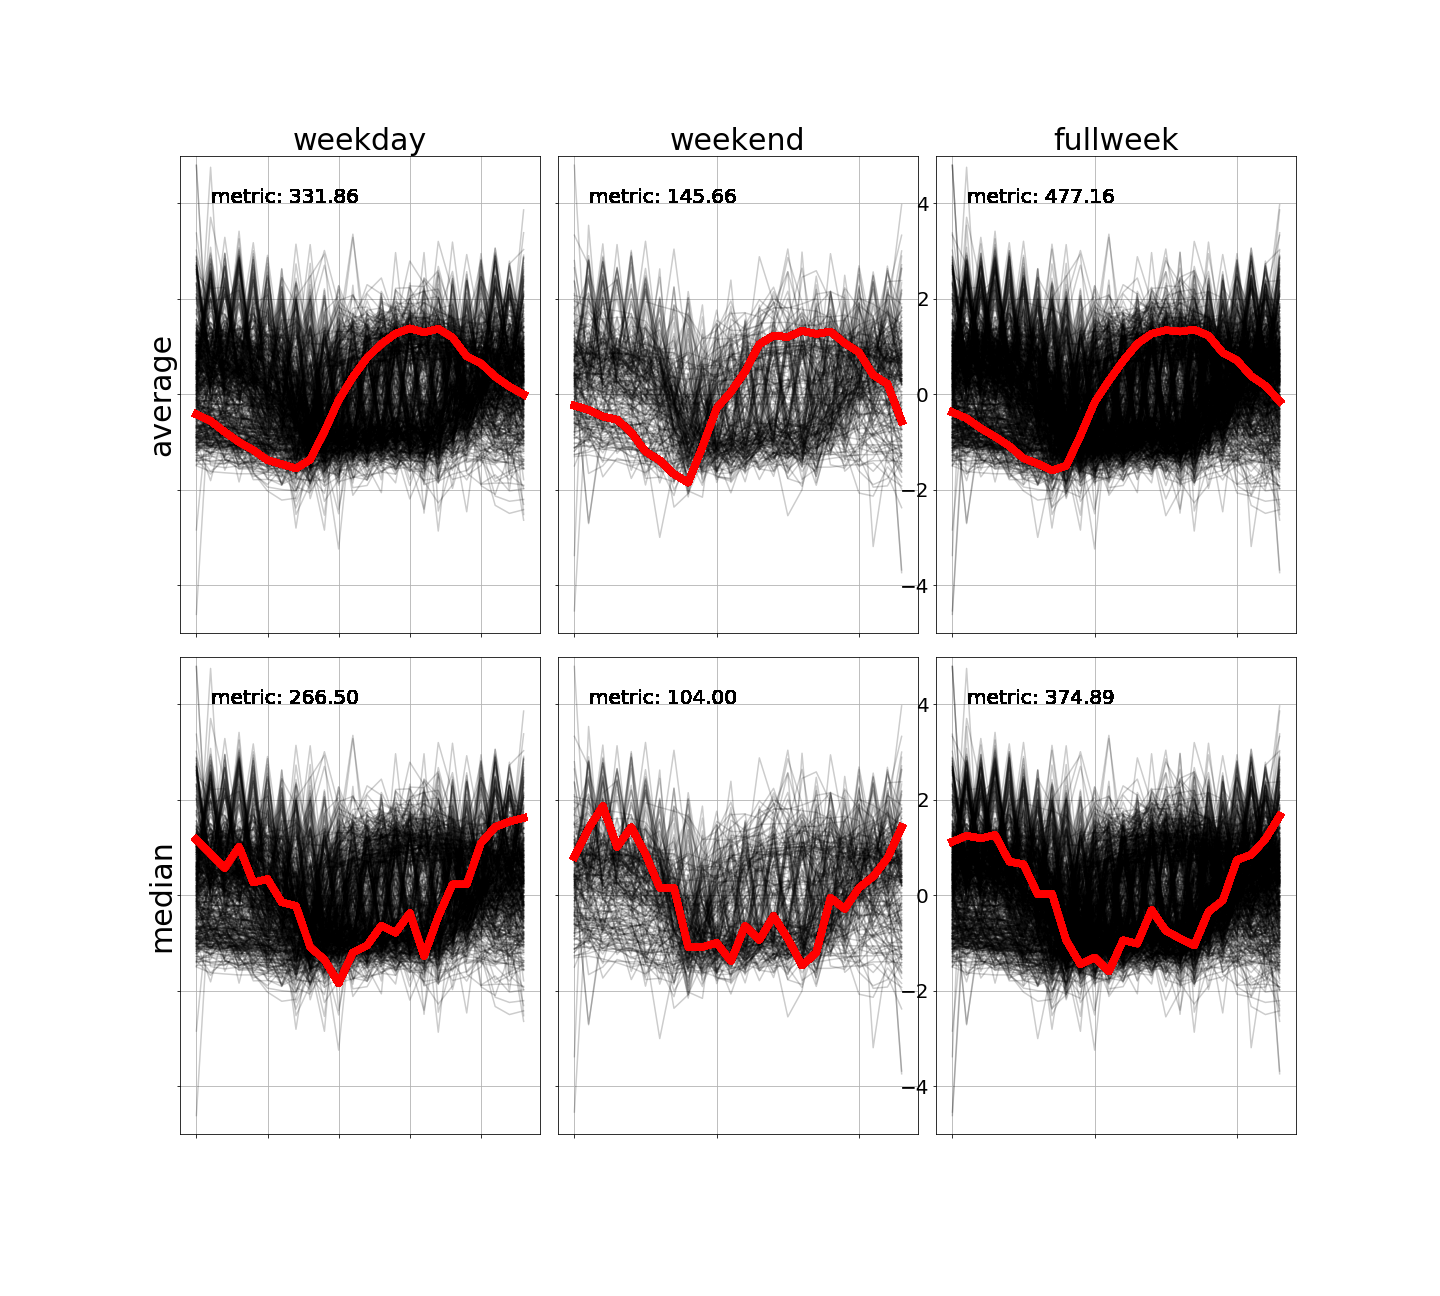 weekday
weekend
fullweek
average
metric: 331.86
metric: 145.66
metric: 477.16
4
2
0
−2
−4
median
metric: 266.50
metric: 104.00
metric: 374.89
4
2
0
−2
−4